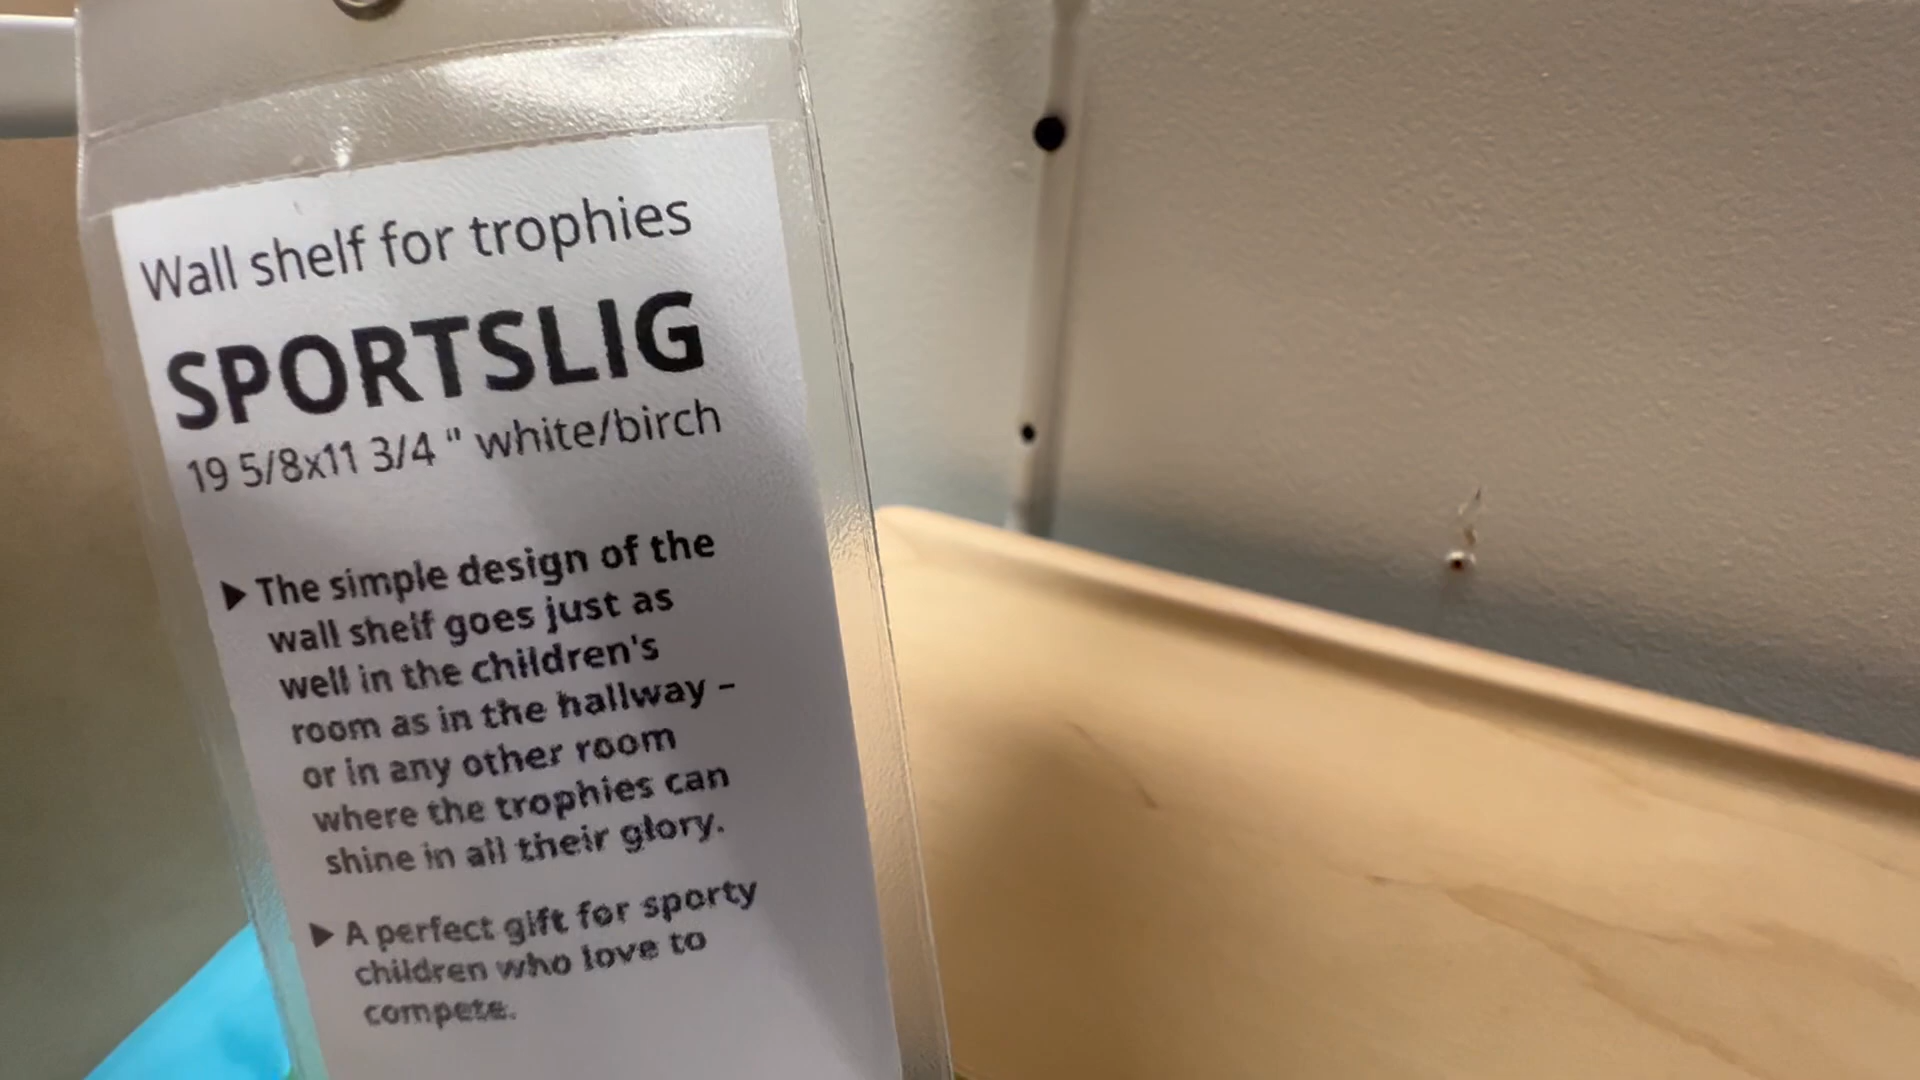 Wall shelf for trophies
SPORTSLIG
19 5/8x11 3/4 " white/birch
▶ The simple design of the
wall shelf goes just as
well in the children's
room as in the hallway –
or in any other room
where the trophies can
shine in all their glory.
▶ A perfect gift for sporty
children who love to
compete.